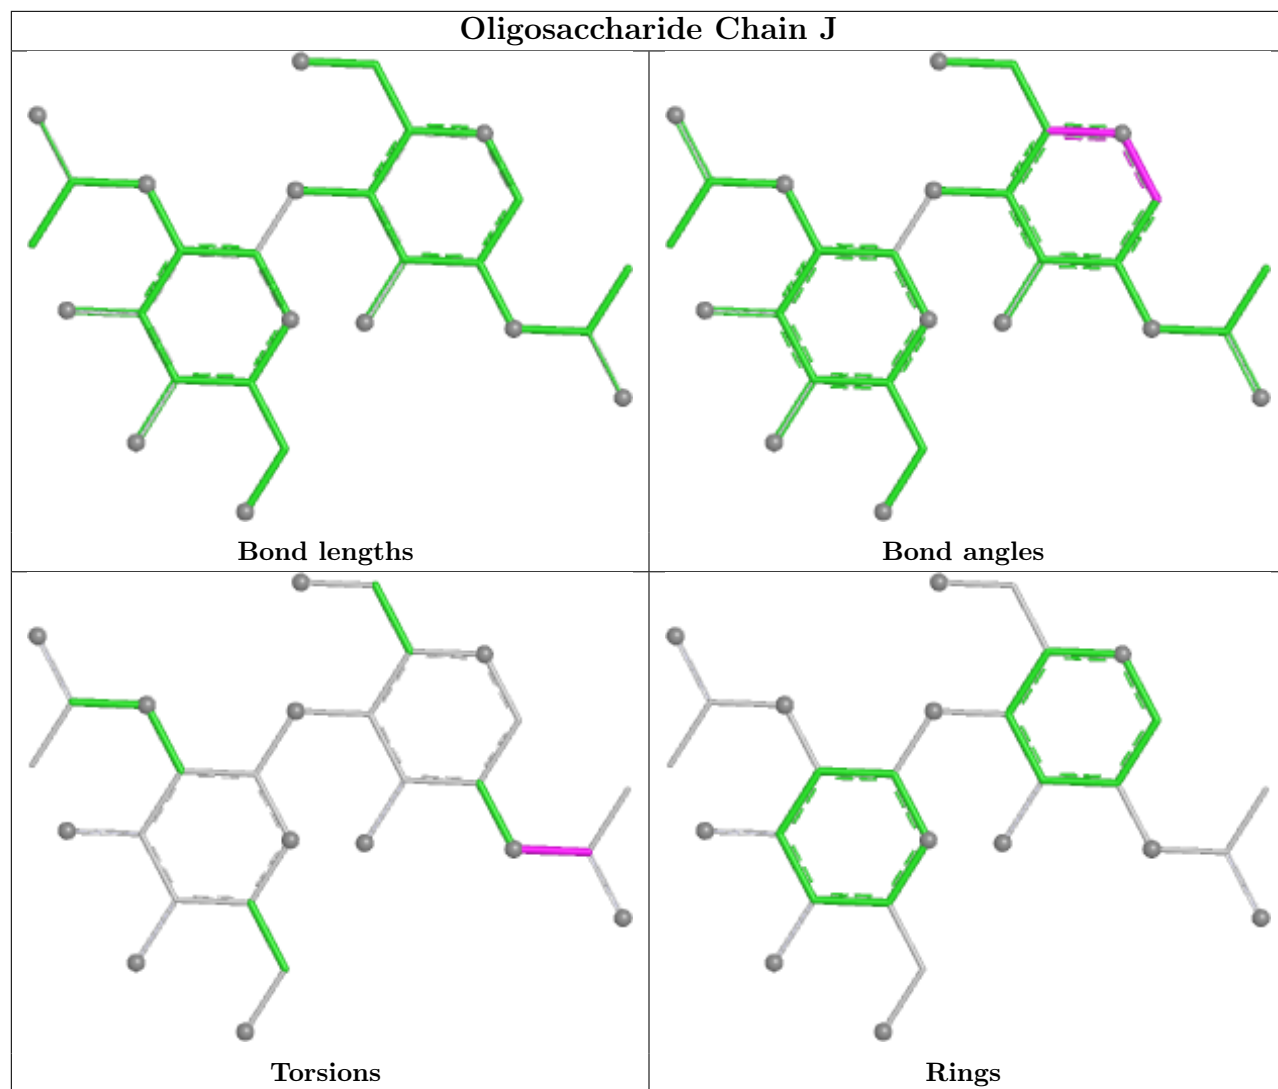 Oligosaccharide Chain J
Bond lengths
Bond angles
Torsions
Rings